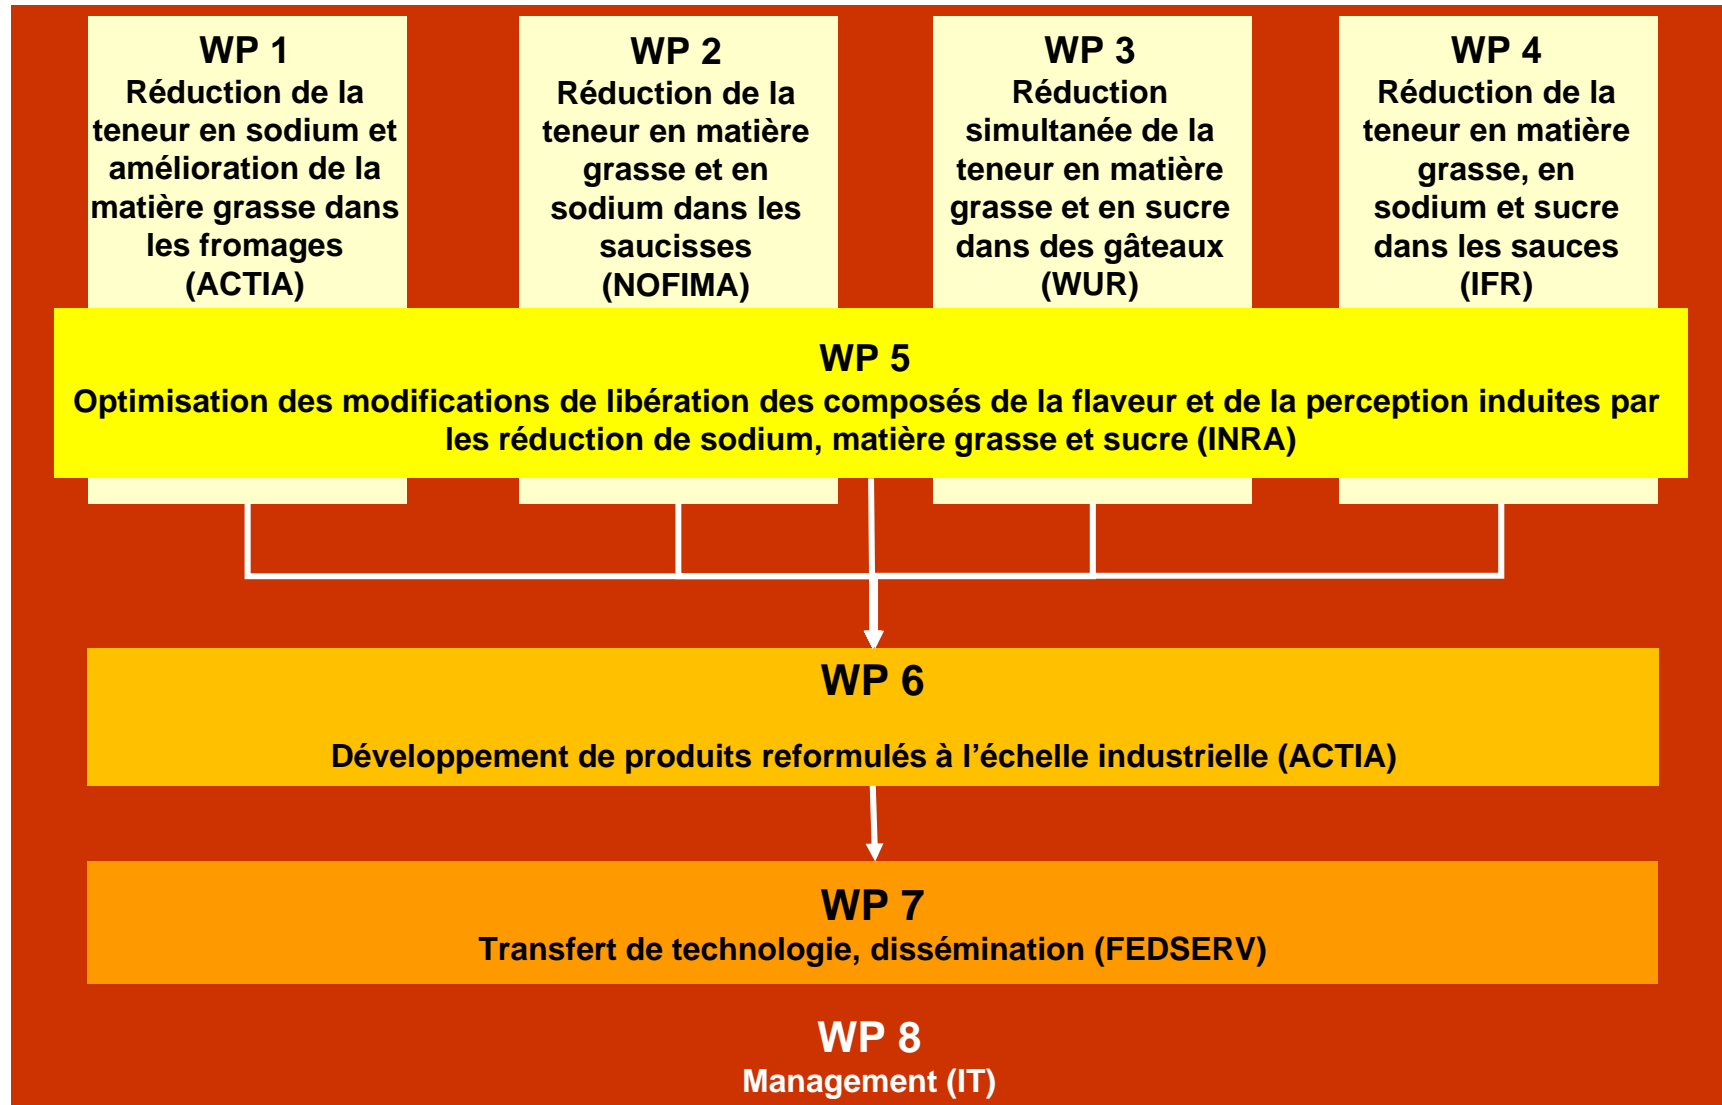 WP 1
Réduction de la
teneur en sodium et
amélioration de la
matière grasse dans
les fromages
(ACTIA)
WP 2
Réduction de la
teneur en matière
grasse et en
sodium dans les
saucisses
(NOFIMA)
WP 3
Réduction
simultanée de la
teneur en matière
grasse et en sucre
dans des gâteaux
(WUR)
WP 4
Réduction de la
teneur en matière
grasse, en
sodium et sucre
dans les sauces
(IFR)
WP 5
Optimisation des modifications de libération des composés de la flaveur et de la perception induites par
les réduction de sodium, matière grasse et sucre (INRA)
WP 6
Développement de produits reformulés à l’échelle industrielle (ACTIA)
WP 7
Transfert de technologie, dissémination (FEDSERV)
WP 8
Management (IT)